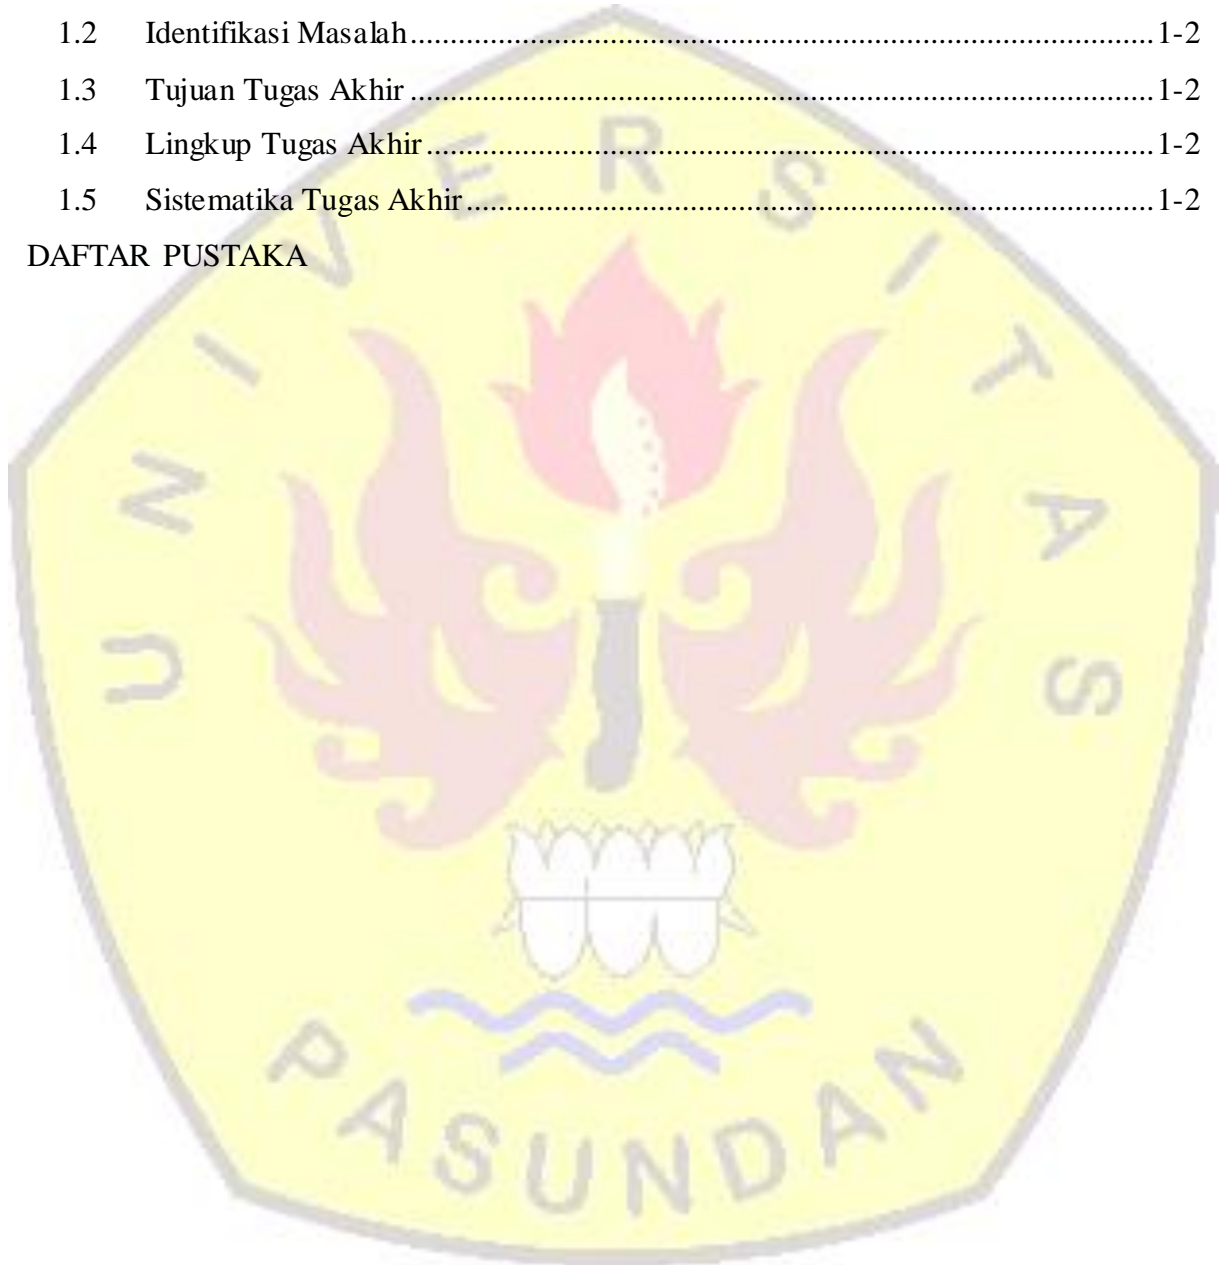 1.2 Identifikasi Masalah........................................................................................1-2
1.3 Tujuan Tugas Akhir........................................................................................1-2
1.4 Lingkup Tugas Akhir......................................................................................1-2
1.5 Sistematika Tugas Akhir.................................................................................1-2
DAFTAR PUSTAKA
UNIVERSITAS
PASUNDAN